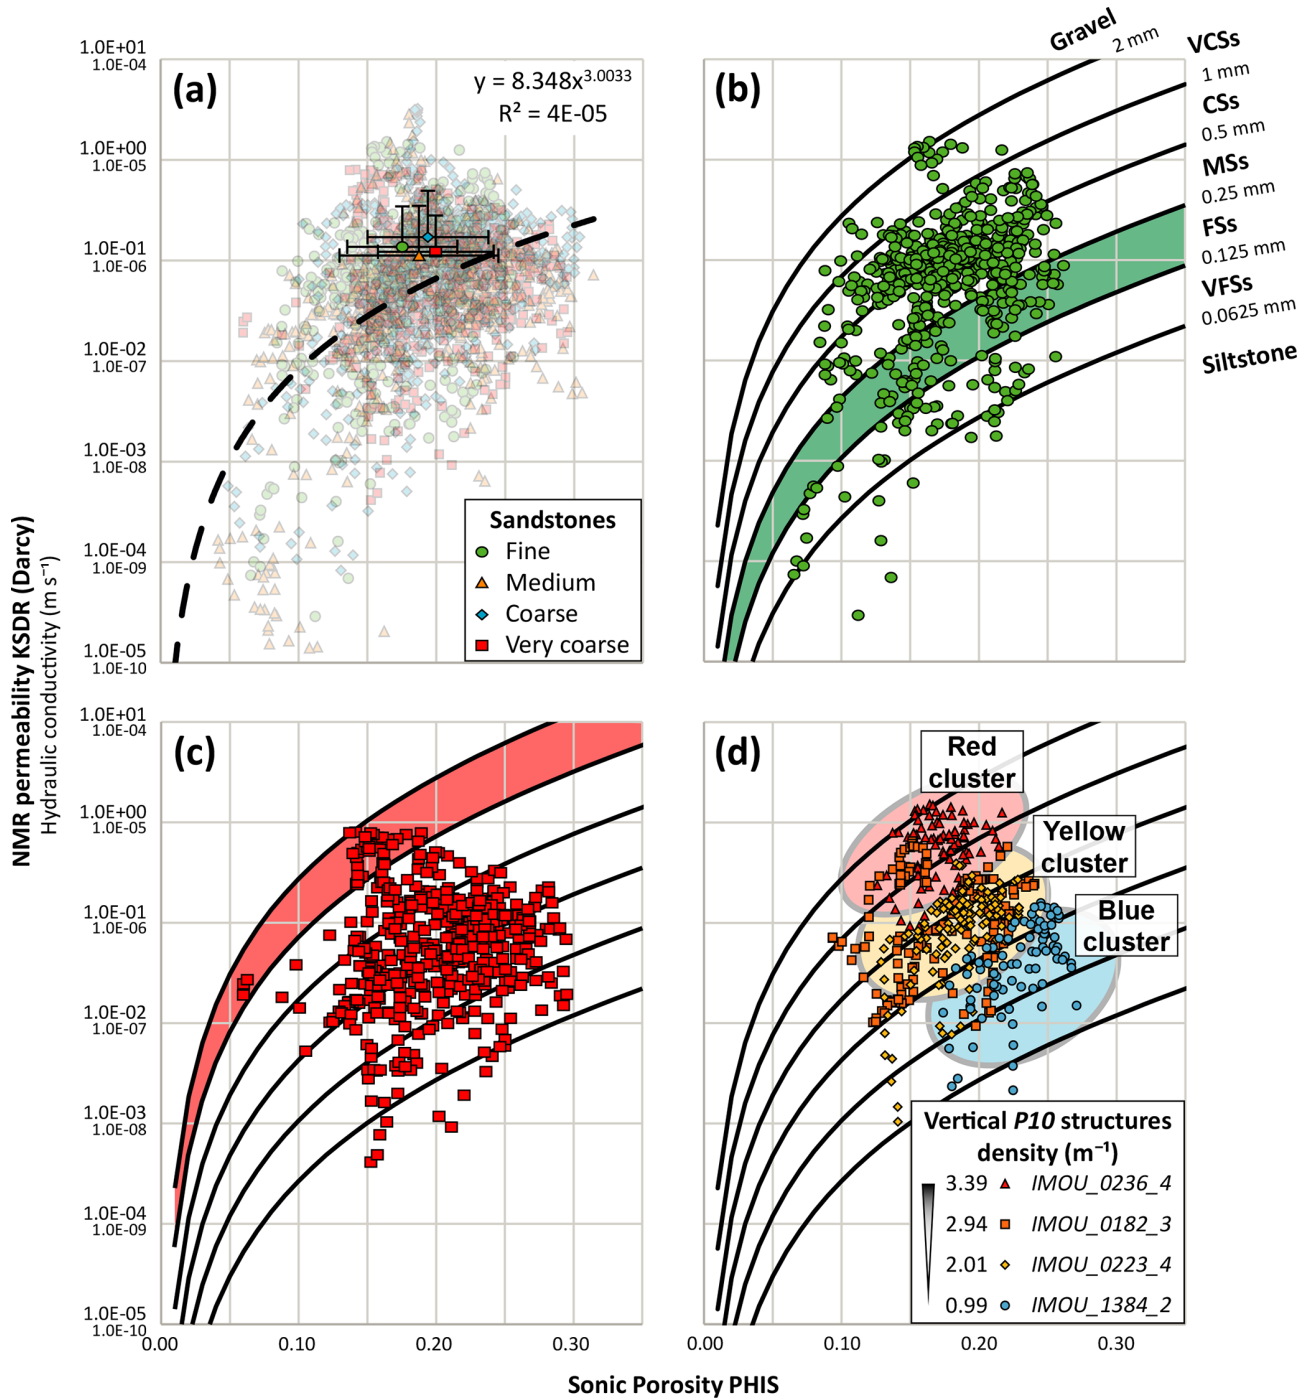 Gravel
2 mm
VCSs
1 mm
CSs
0.5 mm
MSs
0.25 mm
FSs
0.125 mm
VFSs
0.0625 mm
Siltstone
(a)
y = 8.348x^3.0033
R² = 4E-05
1.0E+01
1.0E-04
1.0E+00
1.0E-05
1.0E-01
1.0E-06
1.0E-02
1.0E-07
1.0E-03
1.0E-08
1.0E-04
1.0E-09
1.0E-05
1.0E-10
Sandstones
Fine
Medium
Coarse
Very coarse
(b)
NMR permeability KSDR (Darcy)
Hydraulic conductivity (m s⁻¹)
(c)
1.0E+01
1.0E-04
1.0E+00
1.0E-05
1.0E-01
1.0E-06
1.0E-02
1.0E-07
1.0E-03
1.0E-08
1.0E-04
1.0E-09
1.0E-05
1.0E-10
0.00 0.10 0.20 0.30
(d)
Red
cluster
Yellow
cluster
Blue
cluster
Vertical P10 structures
density (m⁻¹)
3.39 IMOU_0236_4
2.94 IMOU_0182_3
2.01 IMOU_0223_4
0.99 IMOU_1384_2
0.00 0.10 0.20 0.30
Sonic Porosity PHIS